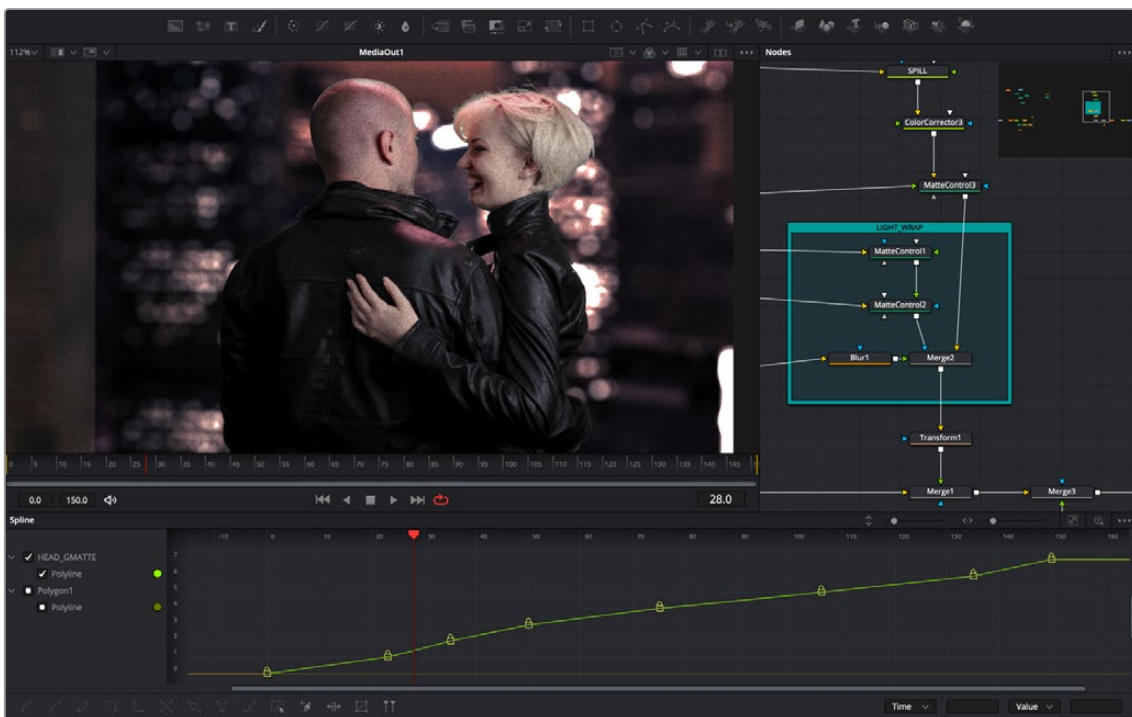 T
112%
MediaOut1
Nodes
SPILL
ColorCorrector3
MatteControl3
LIGHT_WRAP
MatteControl1
MatteControl2
Blur1
Merge2
Transform1
Merge1
Merge3
0 5 10 15 20 25 30 35 40 45 50 55 60 65 70 75 80 85 90 95 100 105 110 115 120 125 130 135 140 145
0.0 150.0
28.0
Spline
-10 0 20 30 40 50 60 70 80 90 100 110 120 130 140 150 160
HEAD_GMATTE
Polyline
Polygon1
Polyline
7
6
5
4
3
2
1
0
Time
Value